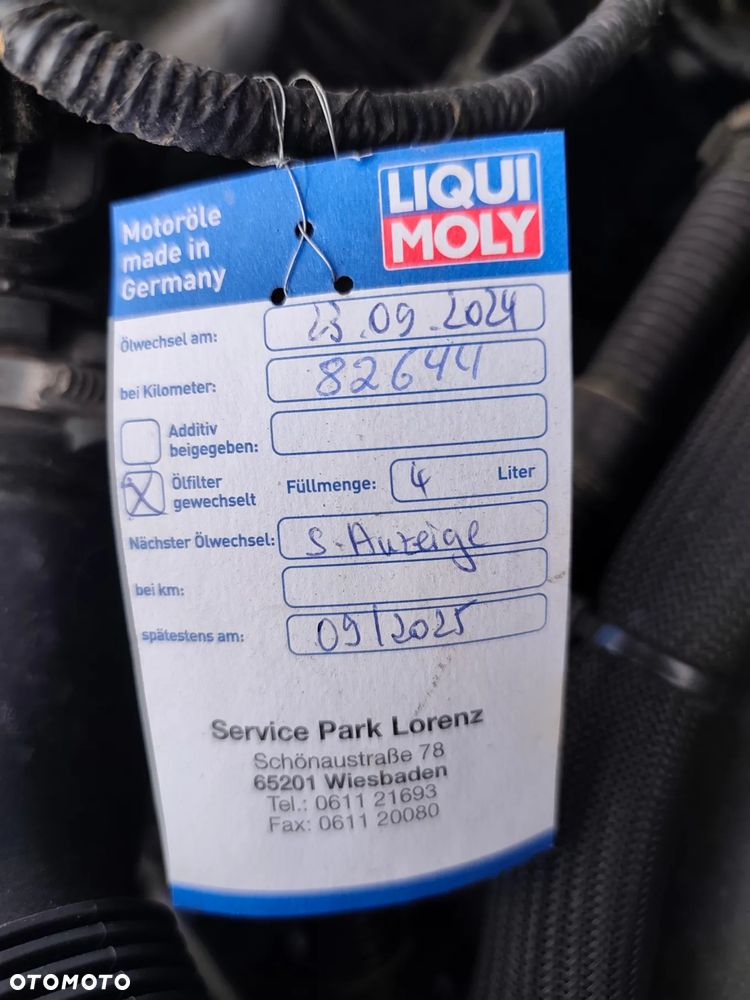 Motoröle
made in
Germany
LIQUI
MOLY
Ölwechsel am: 23.09.2024
bei Kilometer: 82644
Additiv
beigegeben:
X Ölfilter
gewechselt
Füllmenge: 4 Liter
Nächster Ölwechsel: S-Anzeige
bei km:
spätestens am: 09/2025
Service Park Lorenz
Schönaustraße 78
65201 Wiesbaden
Tel.: 0611 21693
Fax: 0611 20080
OTOMOTO